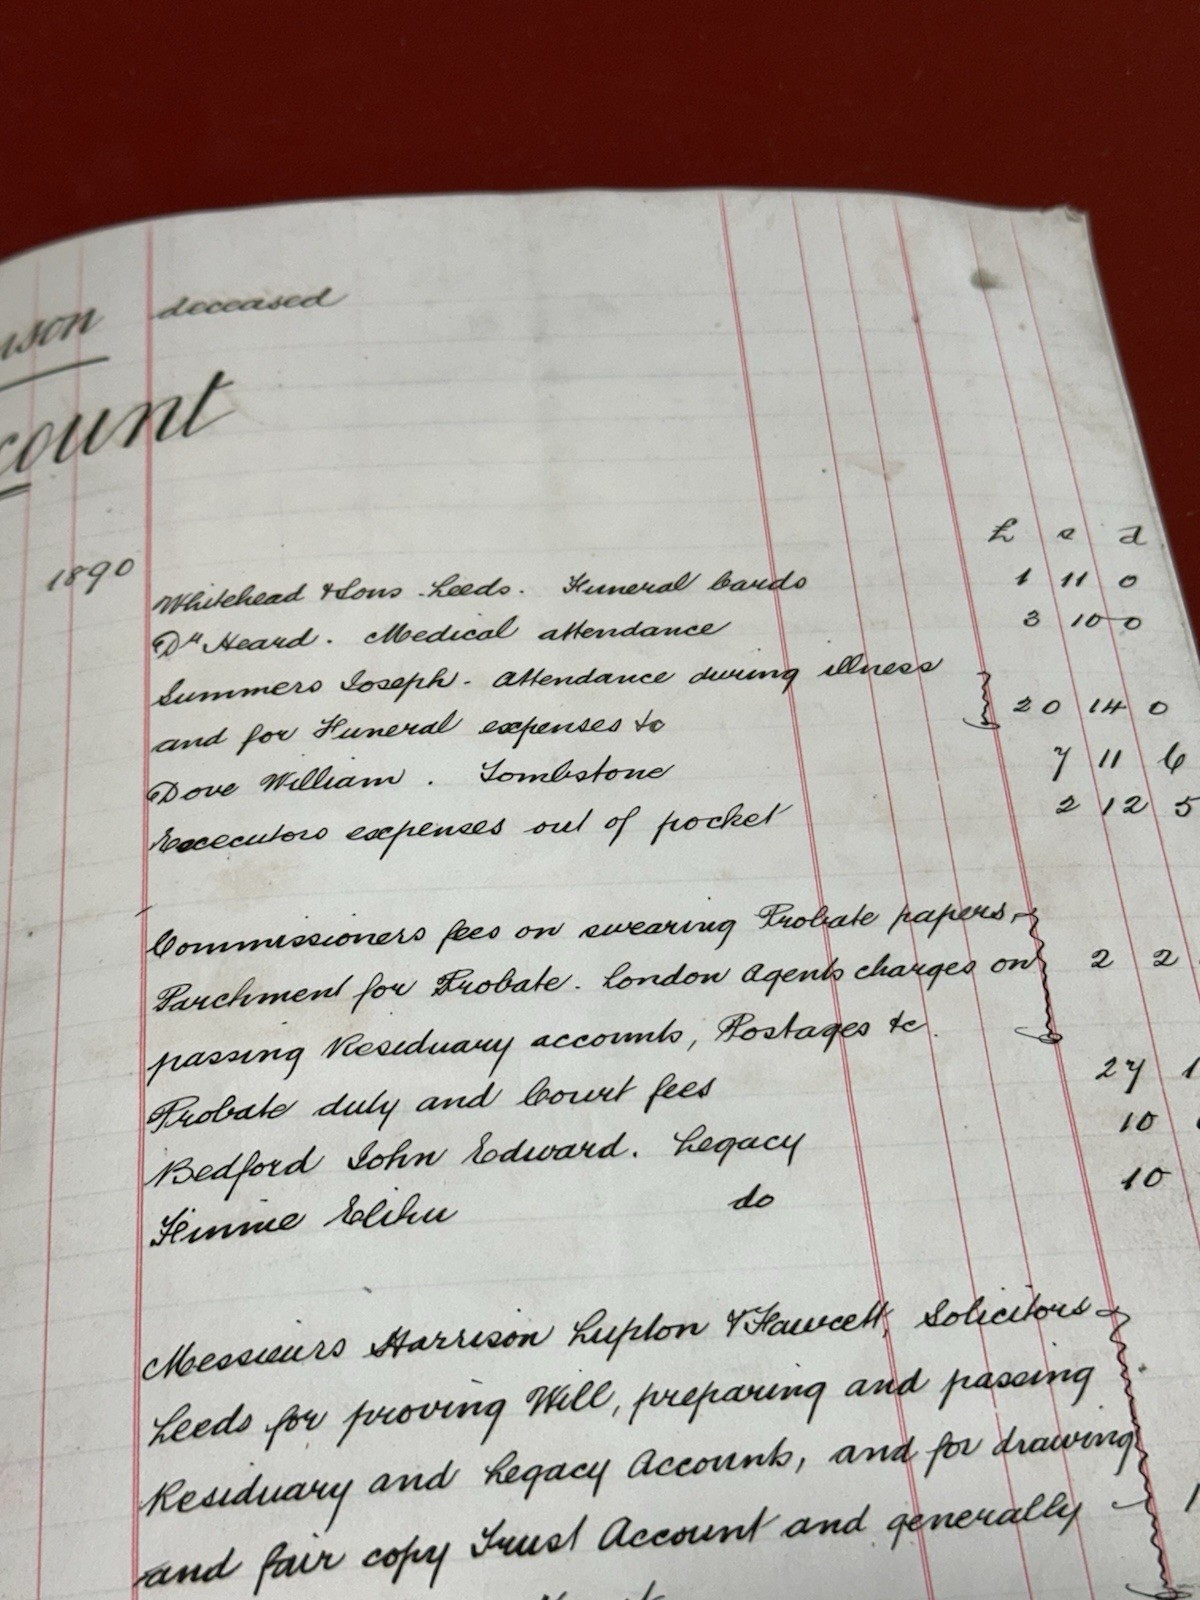 nson deceased
count
£ s d
1890 Whitehead & Sons Leeds. Funeral Cards 1 11 0
Dr Heard. Medical attendance 3 10 0
Summers Joseph. Attendance during illness
and for Funeral expenses to 20 14 0
Dove William. Tombstone 7 11 6
Executors expenses out of pocket 2 12 5
Commissioners fees on swearing Probate papers,
Parchment for Probate. London Agents charges on 2 2
passing Residuary accounts, Postages &c.
Probate duty and Court fees 27 1
Bedford John Edward. Legacy 10
Elihu do 10
Messieurs Harrison Lupton & Fawcett, Solicitors
Leeds for proving Will, preparing and passing
Residuary and Legacy Accounts, and for drawing
and fair copy Trust Account and generally